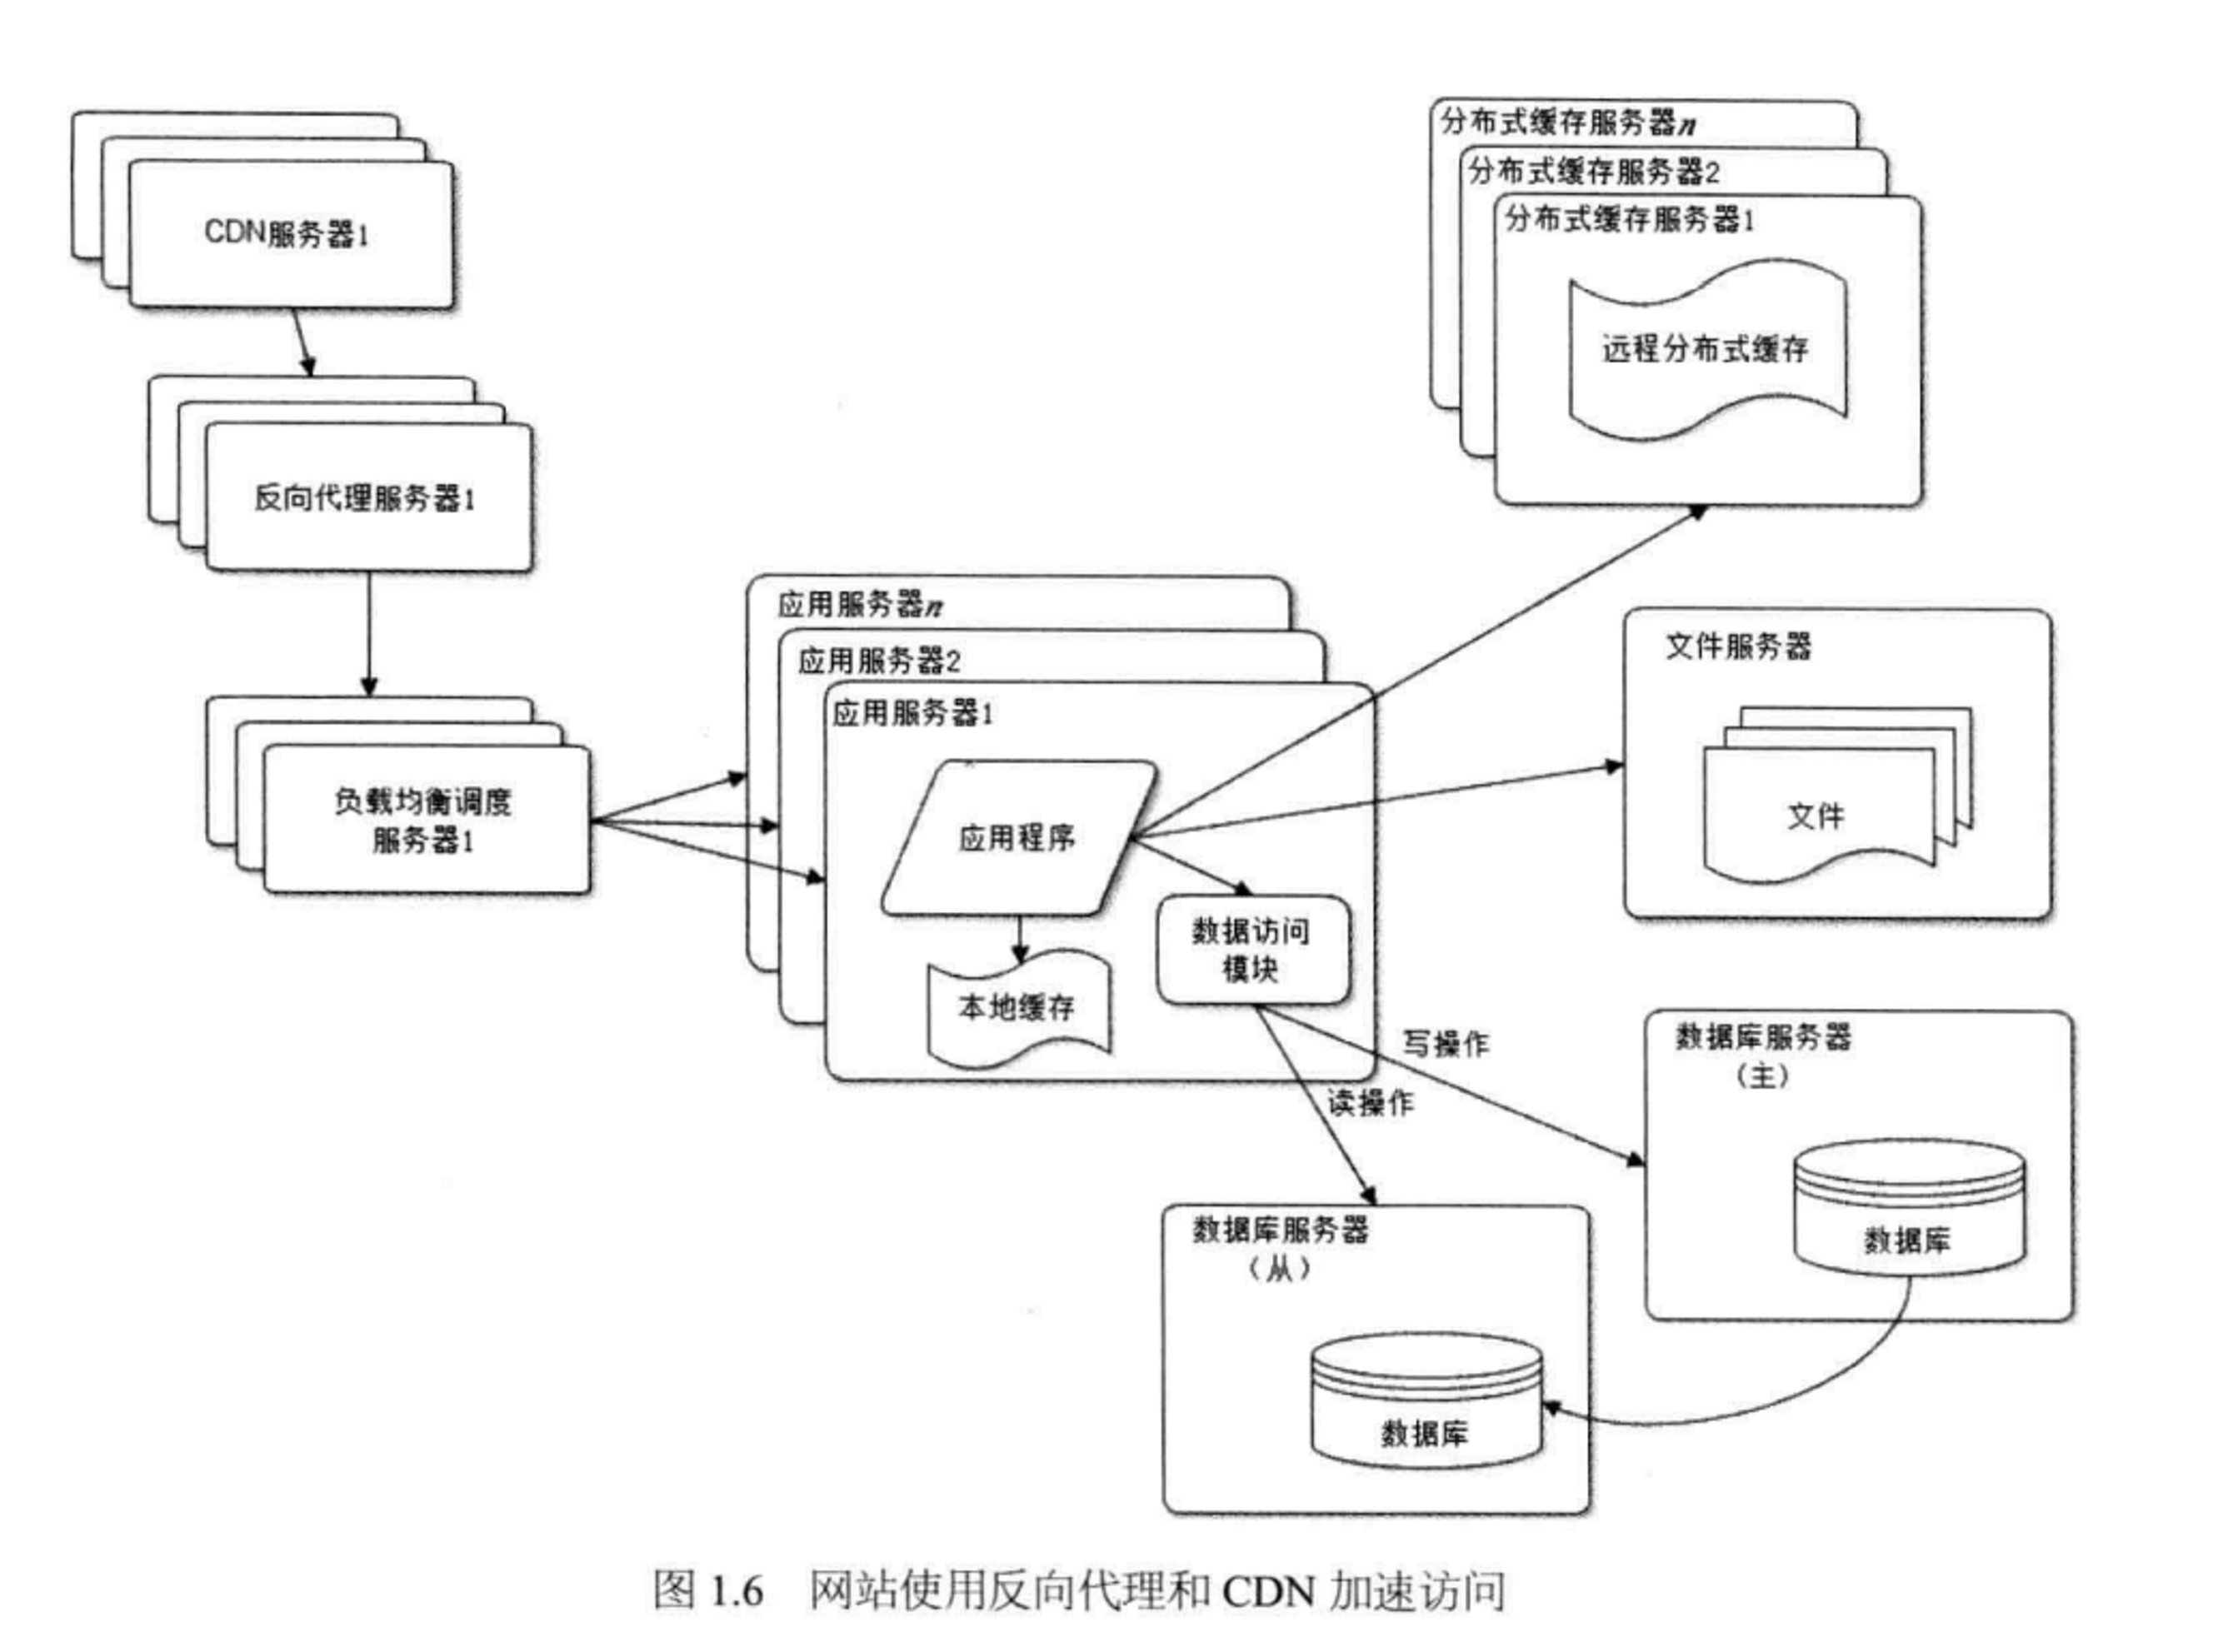 CDN服务器1
反向代理服务器1
负载均衡调度
服务器1
应用服务器n
应用服务器2
应用服务器1
应用程序
本地缓存
数据访问
模块
分布式缓存服务器n
分布式缓存服务器2
分布式缓存服务器1
远程分布式缓存
文件服务器
文件
写操作
读操作
数据库服务器
（主）
数据库
数据库服务器
（从）
数据库
图 1.6 网站使用反向代理和 CDN 加速访问